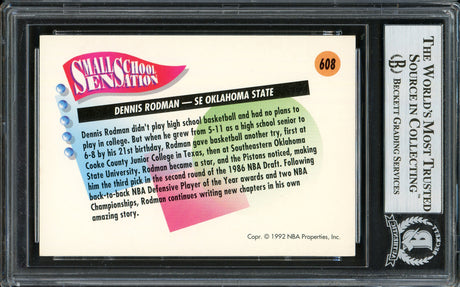 SMALL SCHOOL
SENSATION
608
DENNIS RODMAN — SE OKLAHOMA STATE
Dennis Rodman didn't play high school basketball and had no plans to
play in college. But when he grew from 5-11 as a high school senior to
6-8 by his 21st birthday, Rodman gave basketball another try, first at
Cooke County Junior College in Texas, then at Southeastern Oklahoma
State University. Rodman became a star, and the Pistons would make
him the third pick in the second round of the 1986 NBA Draft. Following
back-to-back NBA Defensive Player of the Year awards and two NBA
Championships, Rodman continues writing new chapters in his own
amazing story.
Copr. © 1992 NBA Properties, Inc.
THE WORLD'S MOST TRUSTED
SOURCE IN COLLECTING™
BECKETT GRADING SERVICES
B
BECKETT
AUTHENTIC